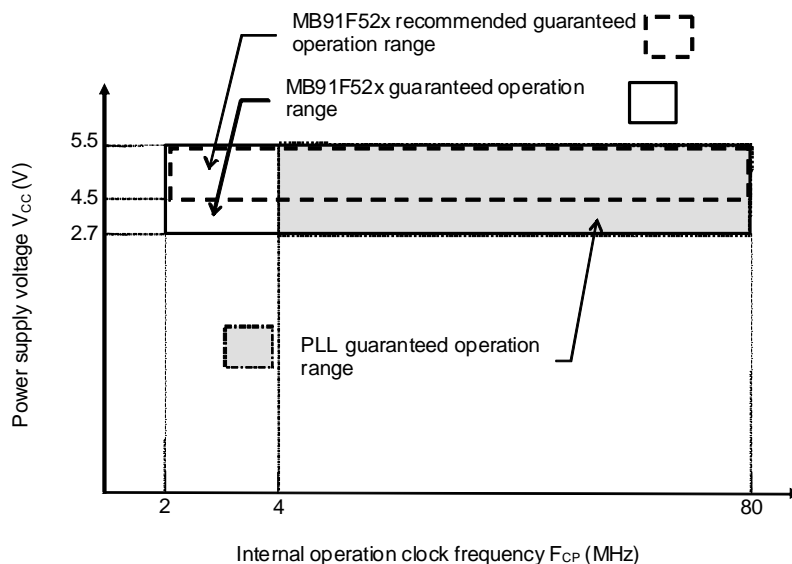 MB91F52x recommended guaranteed
operation range
MB91F52x guaranteed operation
range
5.5
4.5
2.7
Power supply voltage VCC (V)
PLL guaranteed operation
range
2
4
80
Internal operation clock frequency FCP (MHz)